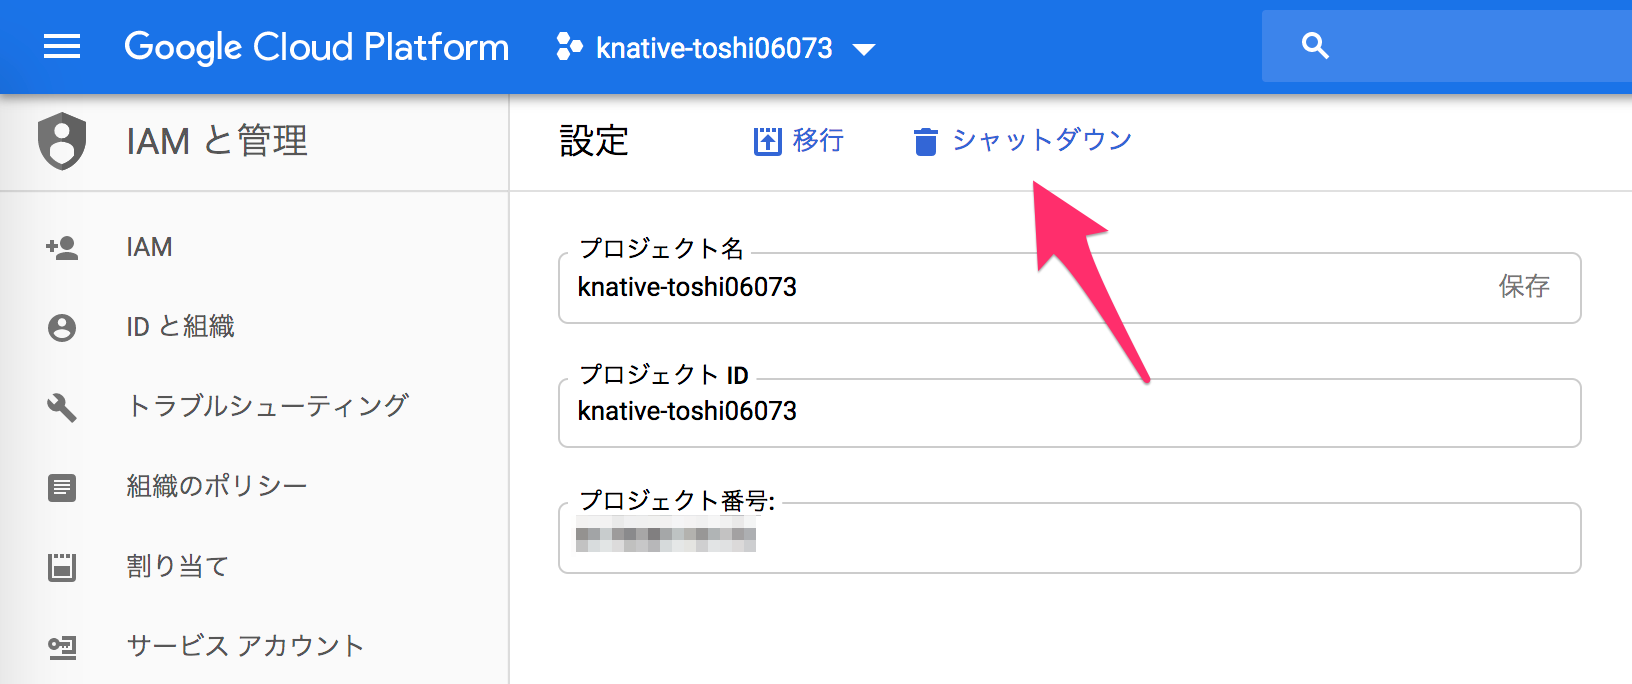 Google Cloud Platform
knative-toshi06073
IAM と管理
設定
移行
シャットダウン
IAM
ID と組織
トラブルシューティング
組織のポリシー
割り当て
サービス アカウント
プロジェクト名
knative-toshi06073
保存
プロジェクト ID
knative-toshi06073
プロジェクト番号: